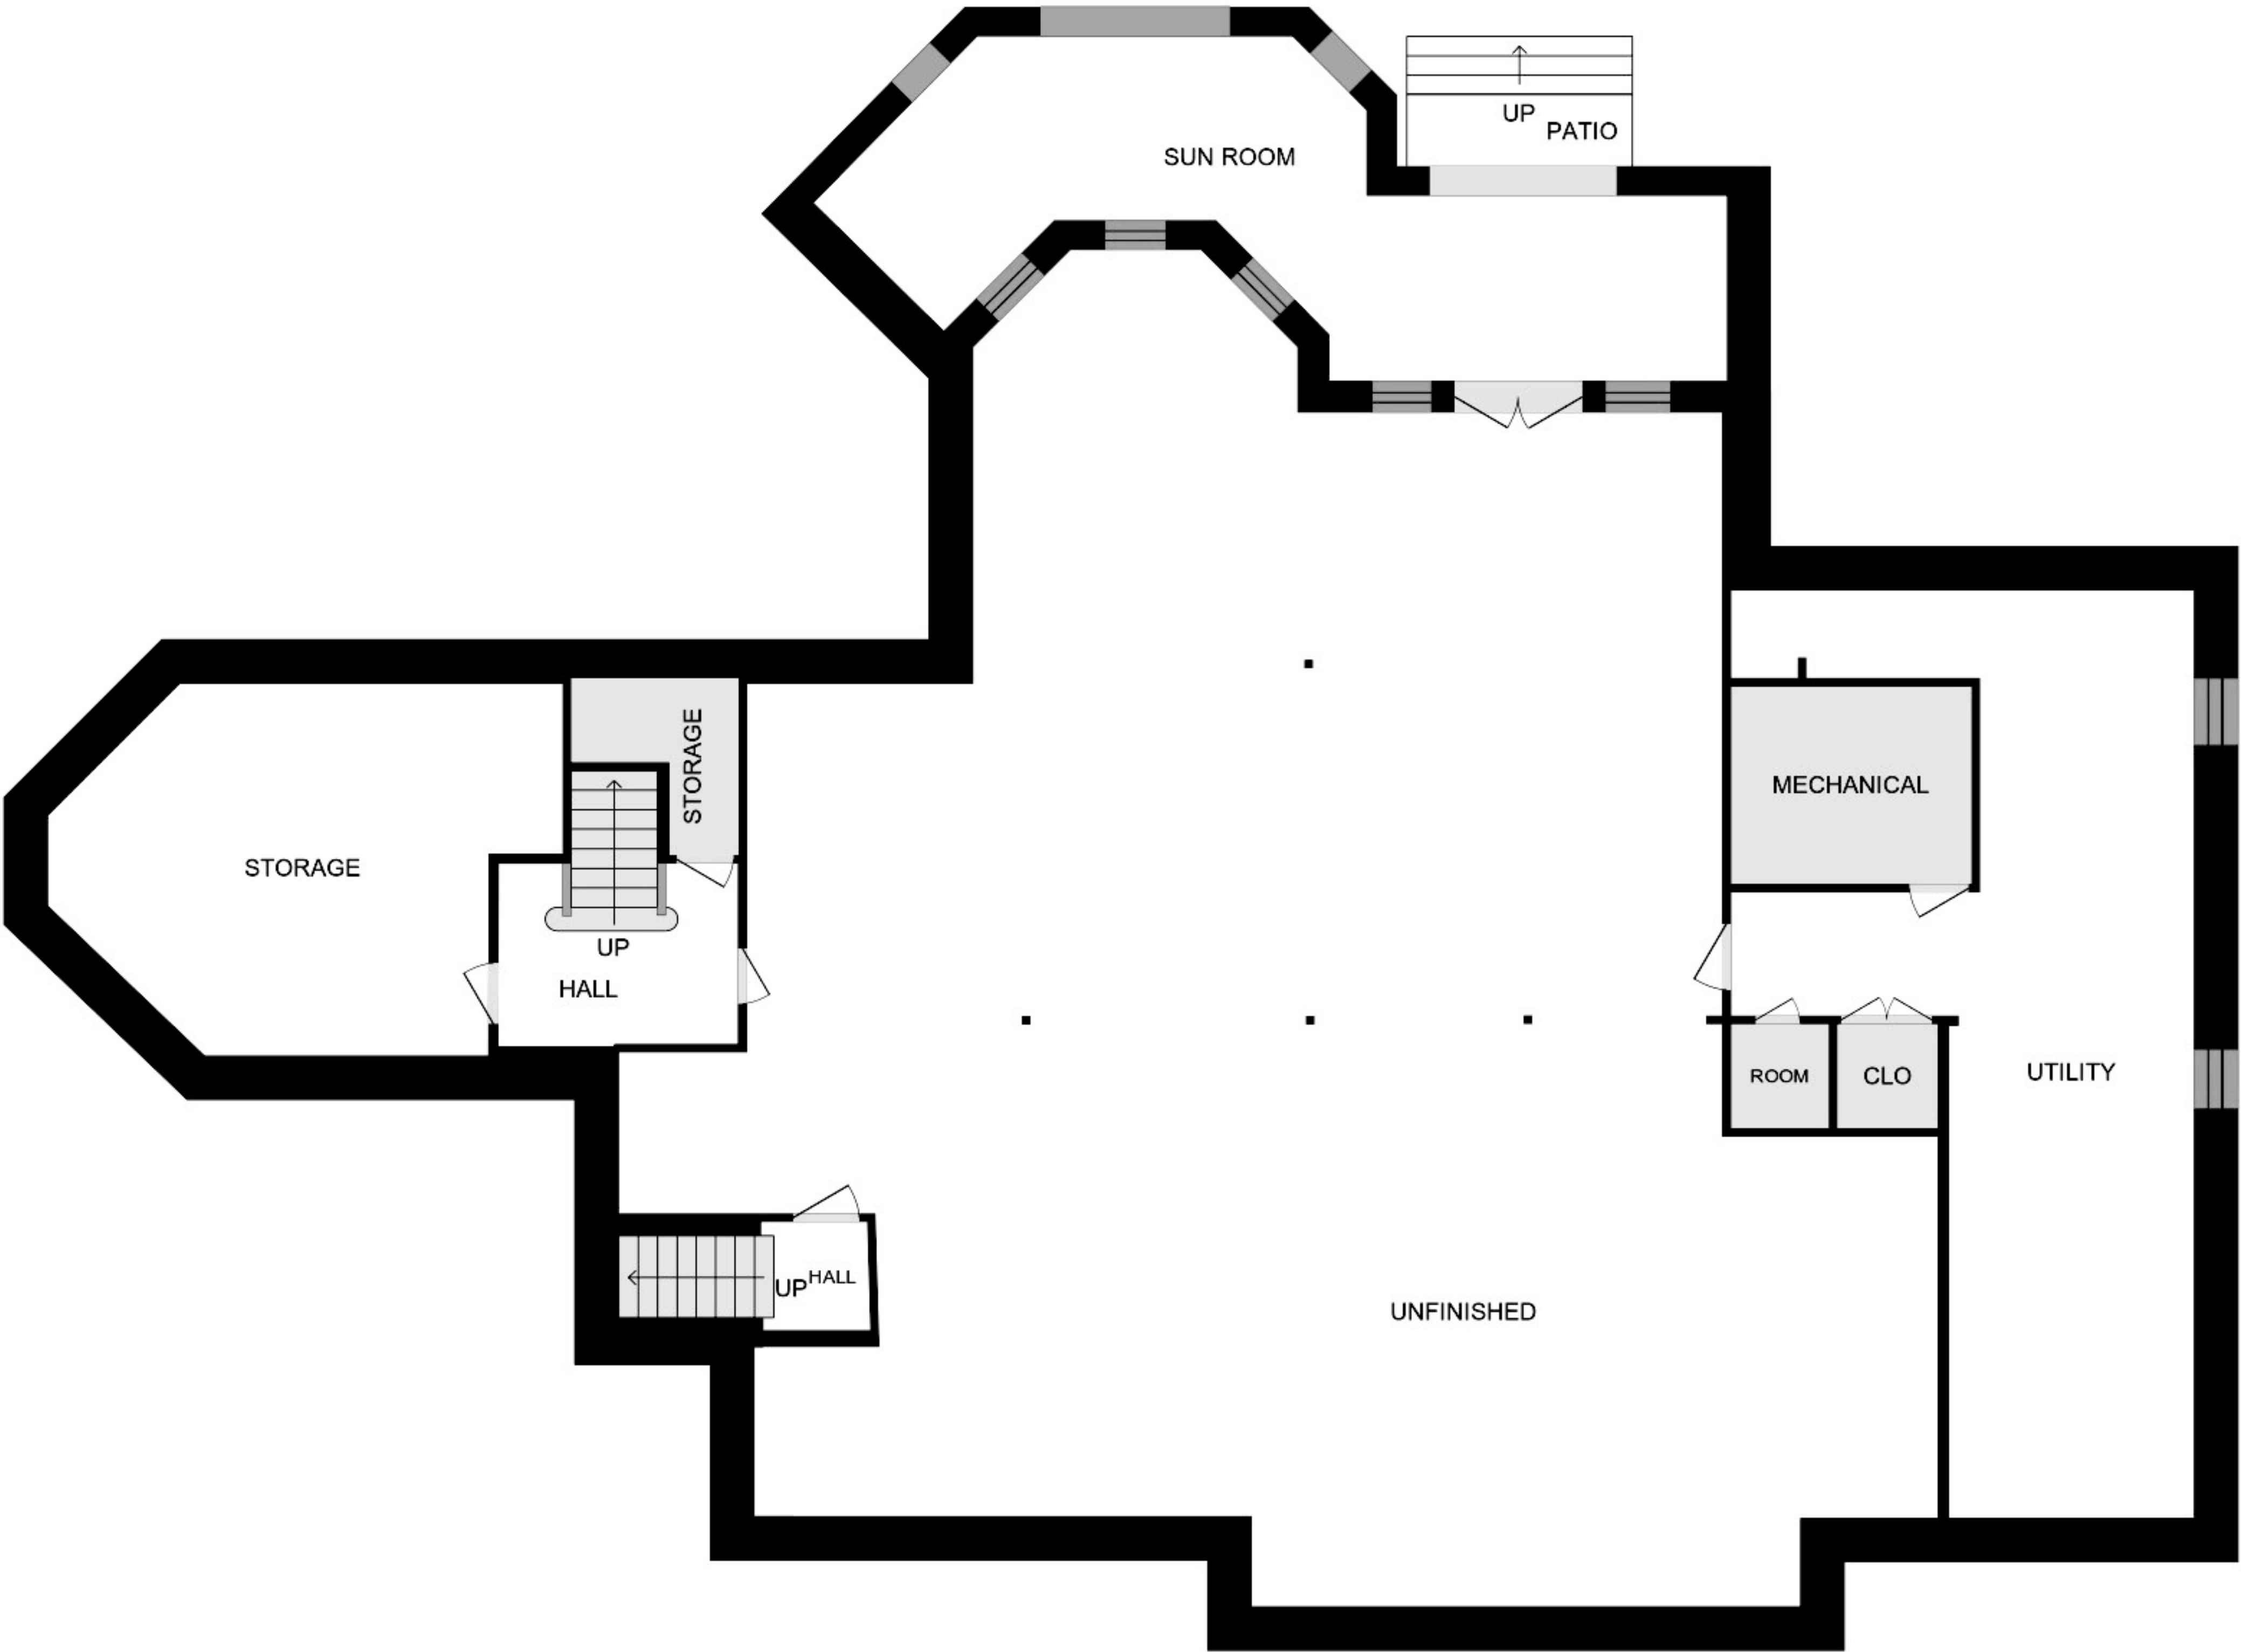 UP
PATIO
SUN ROOM
STORAGE
MECHANICAL
STORAGE
UP
HALL
ROOM
CLO
UTILITY
UP
HALL
UNFINISHED